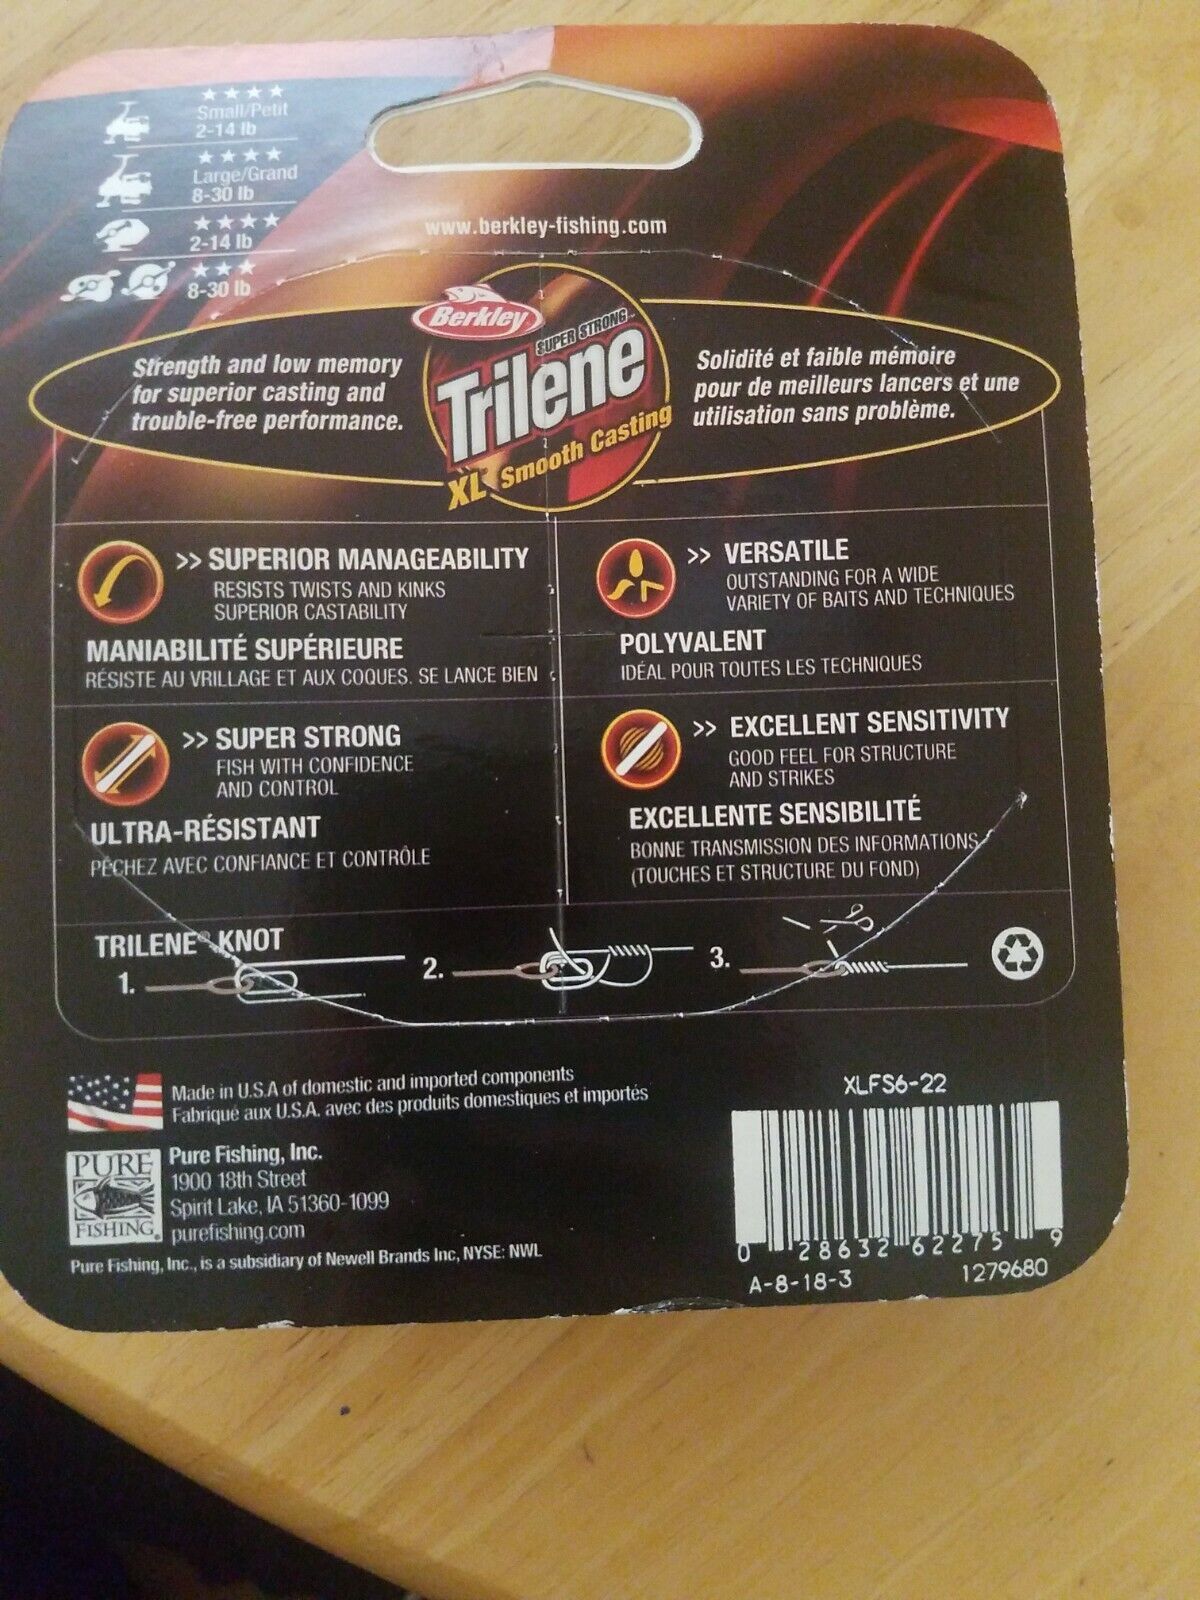 ★★★★
Small/Petit
2-14 lb
★★★★
Large/Grand
8-30 lb
★★★★
2-14 lb
★★★
8-30 lb
www.berkley-fishing.com
Berkley
SUPER STRONG™
Trilene
XL® Smooth Casting
Strength and low memory
for superior casting and
trouble-free performance.
Solidité et faible mémoire
pour de meilleurs lancers et une
utilisation sans problème.
>> SUPERIOR MANAGEABILITY
RESISTS TWISTS AND KINKS
SUPERIOR CASTABILITY
MANIABILITÉ SUPÉRIEURE
RÉSISTE AU VRILLAGE ET AUX COQUES. SE LANCE BIEN
>> VERSATILE
OUTSTANDING FOR A WIDE
VARIETY OF BAITS AND TECHNIQUES
POLYVALENT
IDÉAL POUR TOUTES LES TECHNIQUES
>> SUPER STRONG
FISH WITH CONFIDENCE
AND CONTROL
ULTRA-RÉSISTANT
PÊCHEZ AVEC CONFIANCE ET CONTRÔLE
>> EXCELLENT SENSITIVITY
GOOD FEEL FOR STRUCTURE
AND STRIKES
EXCELLENTE SENSIBILITÉ
BONNE TRANSMISSION DES INFORMATIONS
(TOUCHES ET STRUCTURE DU FOND)
TRILENE® KNOT
1.
2.
3.
Made in U.S.A of domestic and imported components
Fabriqué aux U.S.A. avec des produits domestiques et importés
PURE
FISHING®
Pure Fishing, Inc.
1900 18th Street
Spirit Lake, IA 51360-1099
purefishing.com
Pure Fishing, Inc., is a subsidiary of Newell Brands Inc, NYSE: NWL
XLFS6-22
0 28632 62275 9
A-8-18-3
1279680